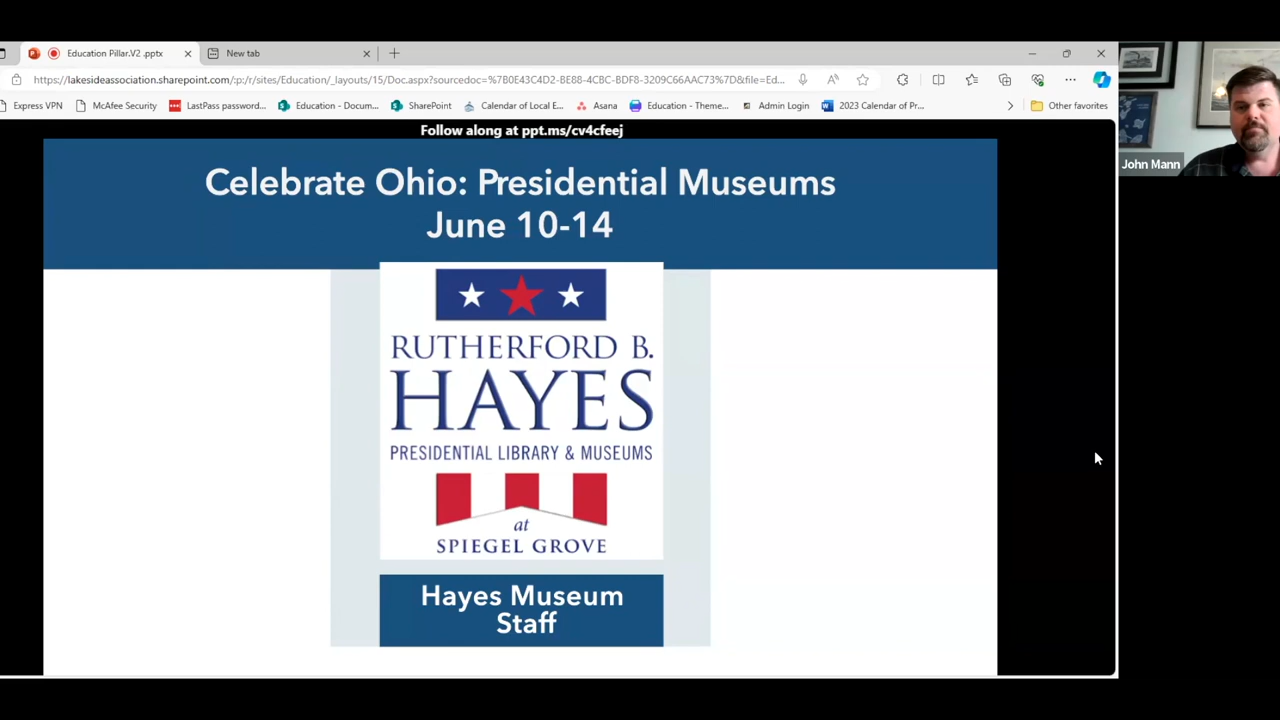 Education Pillar.V2 .pptx
New tab
https://lakesideassociation.sharepoint.com/:p:/r/sites/Education/_layouts/15/Doc.aspx?sourcedoc=%7B0E43C4D2-BE88-4CBC-BDF8-3209C66AAC73%7D&file=Ed...
Express VPN
McAfee Security
LastPass password...
Education - Docum...
SharePoint
Calendar of Local E...
Asana
Education - Theme...
Admin Login
2023 Calendar of Pr...
Other favorites
Follow along at ppt.ms/cv4cfeej
Celebrate Ohio: Presidential Museums
June 10-14
RUTHERFORD B.
HAYES
PRESIDENTIAL LIBRARY & MUSEUMS
at
SPIEGEL GROVE
Hayes Museum
Staff
John Mann